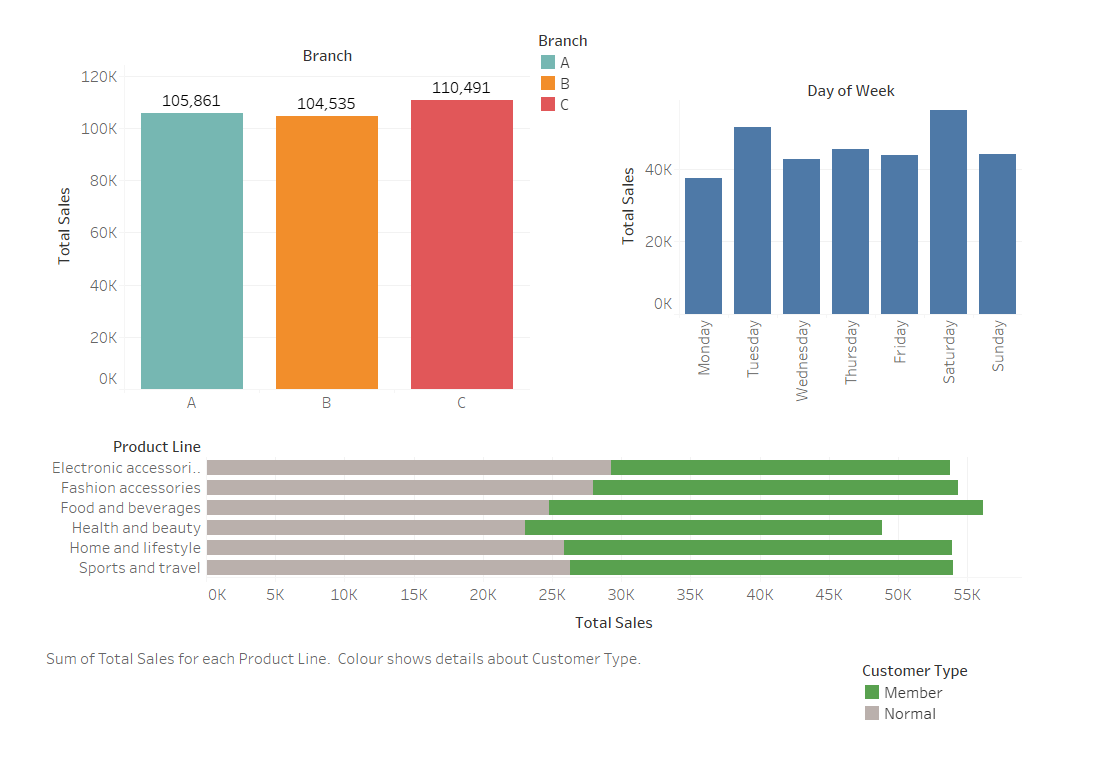 Branch
Total Sales
120K
100K
80K
60K
40K
20K
0K
105,861
104,535
110,491
A
B
C
Branch
A
B
C
Day of Week
Total Sales
40K
20K
0K
Monday
Tuesday
Wednesday
Thursday
Friday
Saturday
Sunday
Product Line
Electronic accessori..
Fashion accessories
Food and beverages
Health and beauty
Home and lifestyle
Sports and travel
0K 5K 10K 15K 20K 25K 30K 35K 40K 45K 50K 55K
Total Sales
Sum of Total Sales for each Product Line. Colour shows details about Customer Type.
Customer Type
Member
Normal